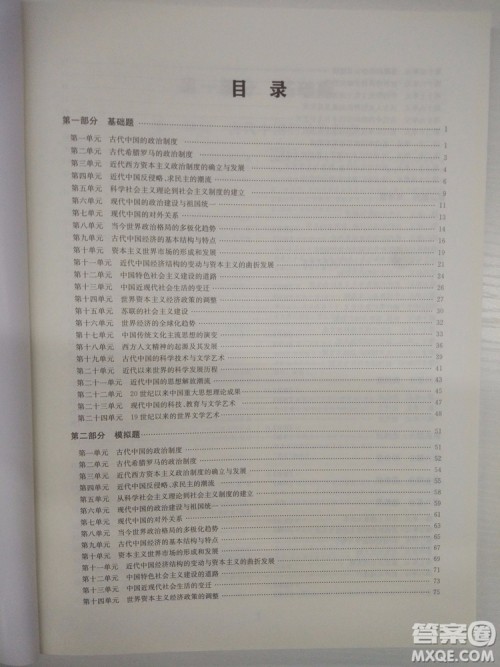 目 录
第一部分 基础题 1
第一单元 古代中国的政治制度 1
第二单元 古代希腊罗马的政治制度
第三单元 近代西方资本主义政治制度的确立与发展
第四单元 近代中国反侵略、求民主的潮流
第五单元 科学社会主义理论到社会主义制度的建立 9
第六单元 现代中国的政治建设与祖国统一 11
第七单元 现代中国的对外关系 13
第八单元 当今世界政治格局的多极化趋势
第九单元 古代中国经济的基本结构与特点
第十单元 资本主义世界市场的形成和发展
第十一单元 近代中国经济结构的变动与资本主义的曲折发展
第十二单元 中国特色社会主义建设的道路
第十三单元 中国近现代社会生活的变迁
第十四单元 世界资本主义经济政策的调整
第十五单元 苏联的社会主义建设
第十六单元 世界经济的全球化趋势
第十七单元 中国传统文化主流思想的演变
第十八单元 西方人文精神的起源及其发展
第十九单元 古代中国的科学技术与文学艺术
第二十单元 近代以来世界的科学发展历程
第二十一单元 近代中国的思想解放潮流
第二十二单元 20世纪以来中国重大思想理论成果
第二十三单元 现代中国的科技、教育与文学艺术
第二十四单元 19世纪以来的世界文学艺术 49
第二部分 模拟题 52
第一单元 古代中国的政治制度
第二单元 古代希腊罗马的政治制度
第三单元 近代西方资本主义政治制度的确立与发展
第四单元 近代中国反侵略、求民主的潮流
第五单元 从科学社会主义理论到社会主义制度的建立 59
第六单元 现代中国的政治建设与祖国统一 61
第七单元 现代中国的对外关系 63
第八单元 当今世界政治格局的多极化趋势 65
第九单元 古代中国经济的基本结构与特点
第十单元 资本主义世界市场的形成和发展
第十一单元 近代中国经济结构的变动与资本主义的曲折发展
第十二单元 中国特色社会主义建设的道路 71
第十三单元 中国近现代社会生活的变迁 73
第十四单元 世界资本主义经济政策的调整 75
答案圈
MXQE.COM